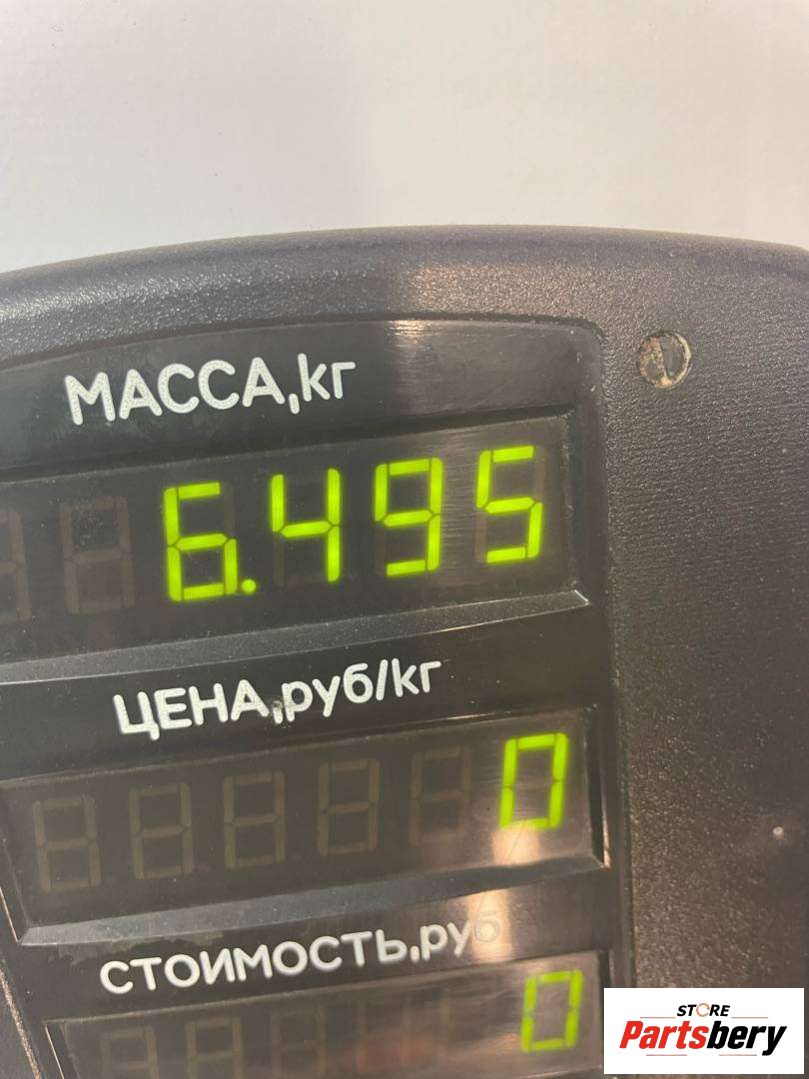 МАССА,кг
6.495
ЦЕНА,руб/кг
0
СТОИМОСТЬ,руб
0
STORE
Partsbery